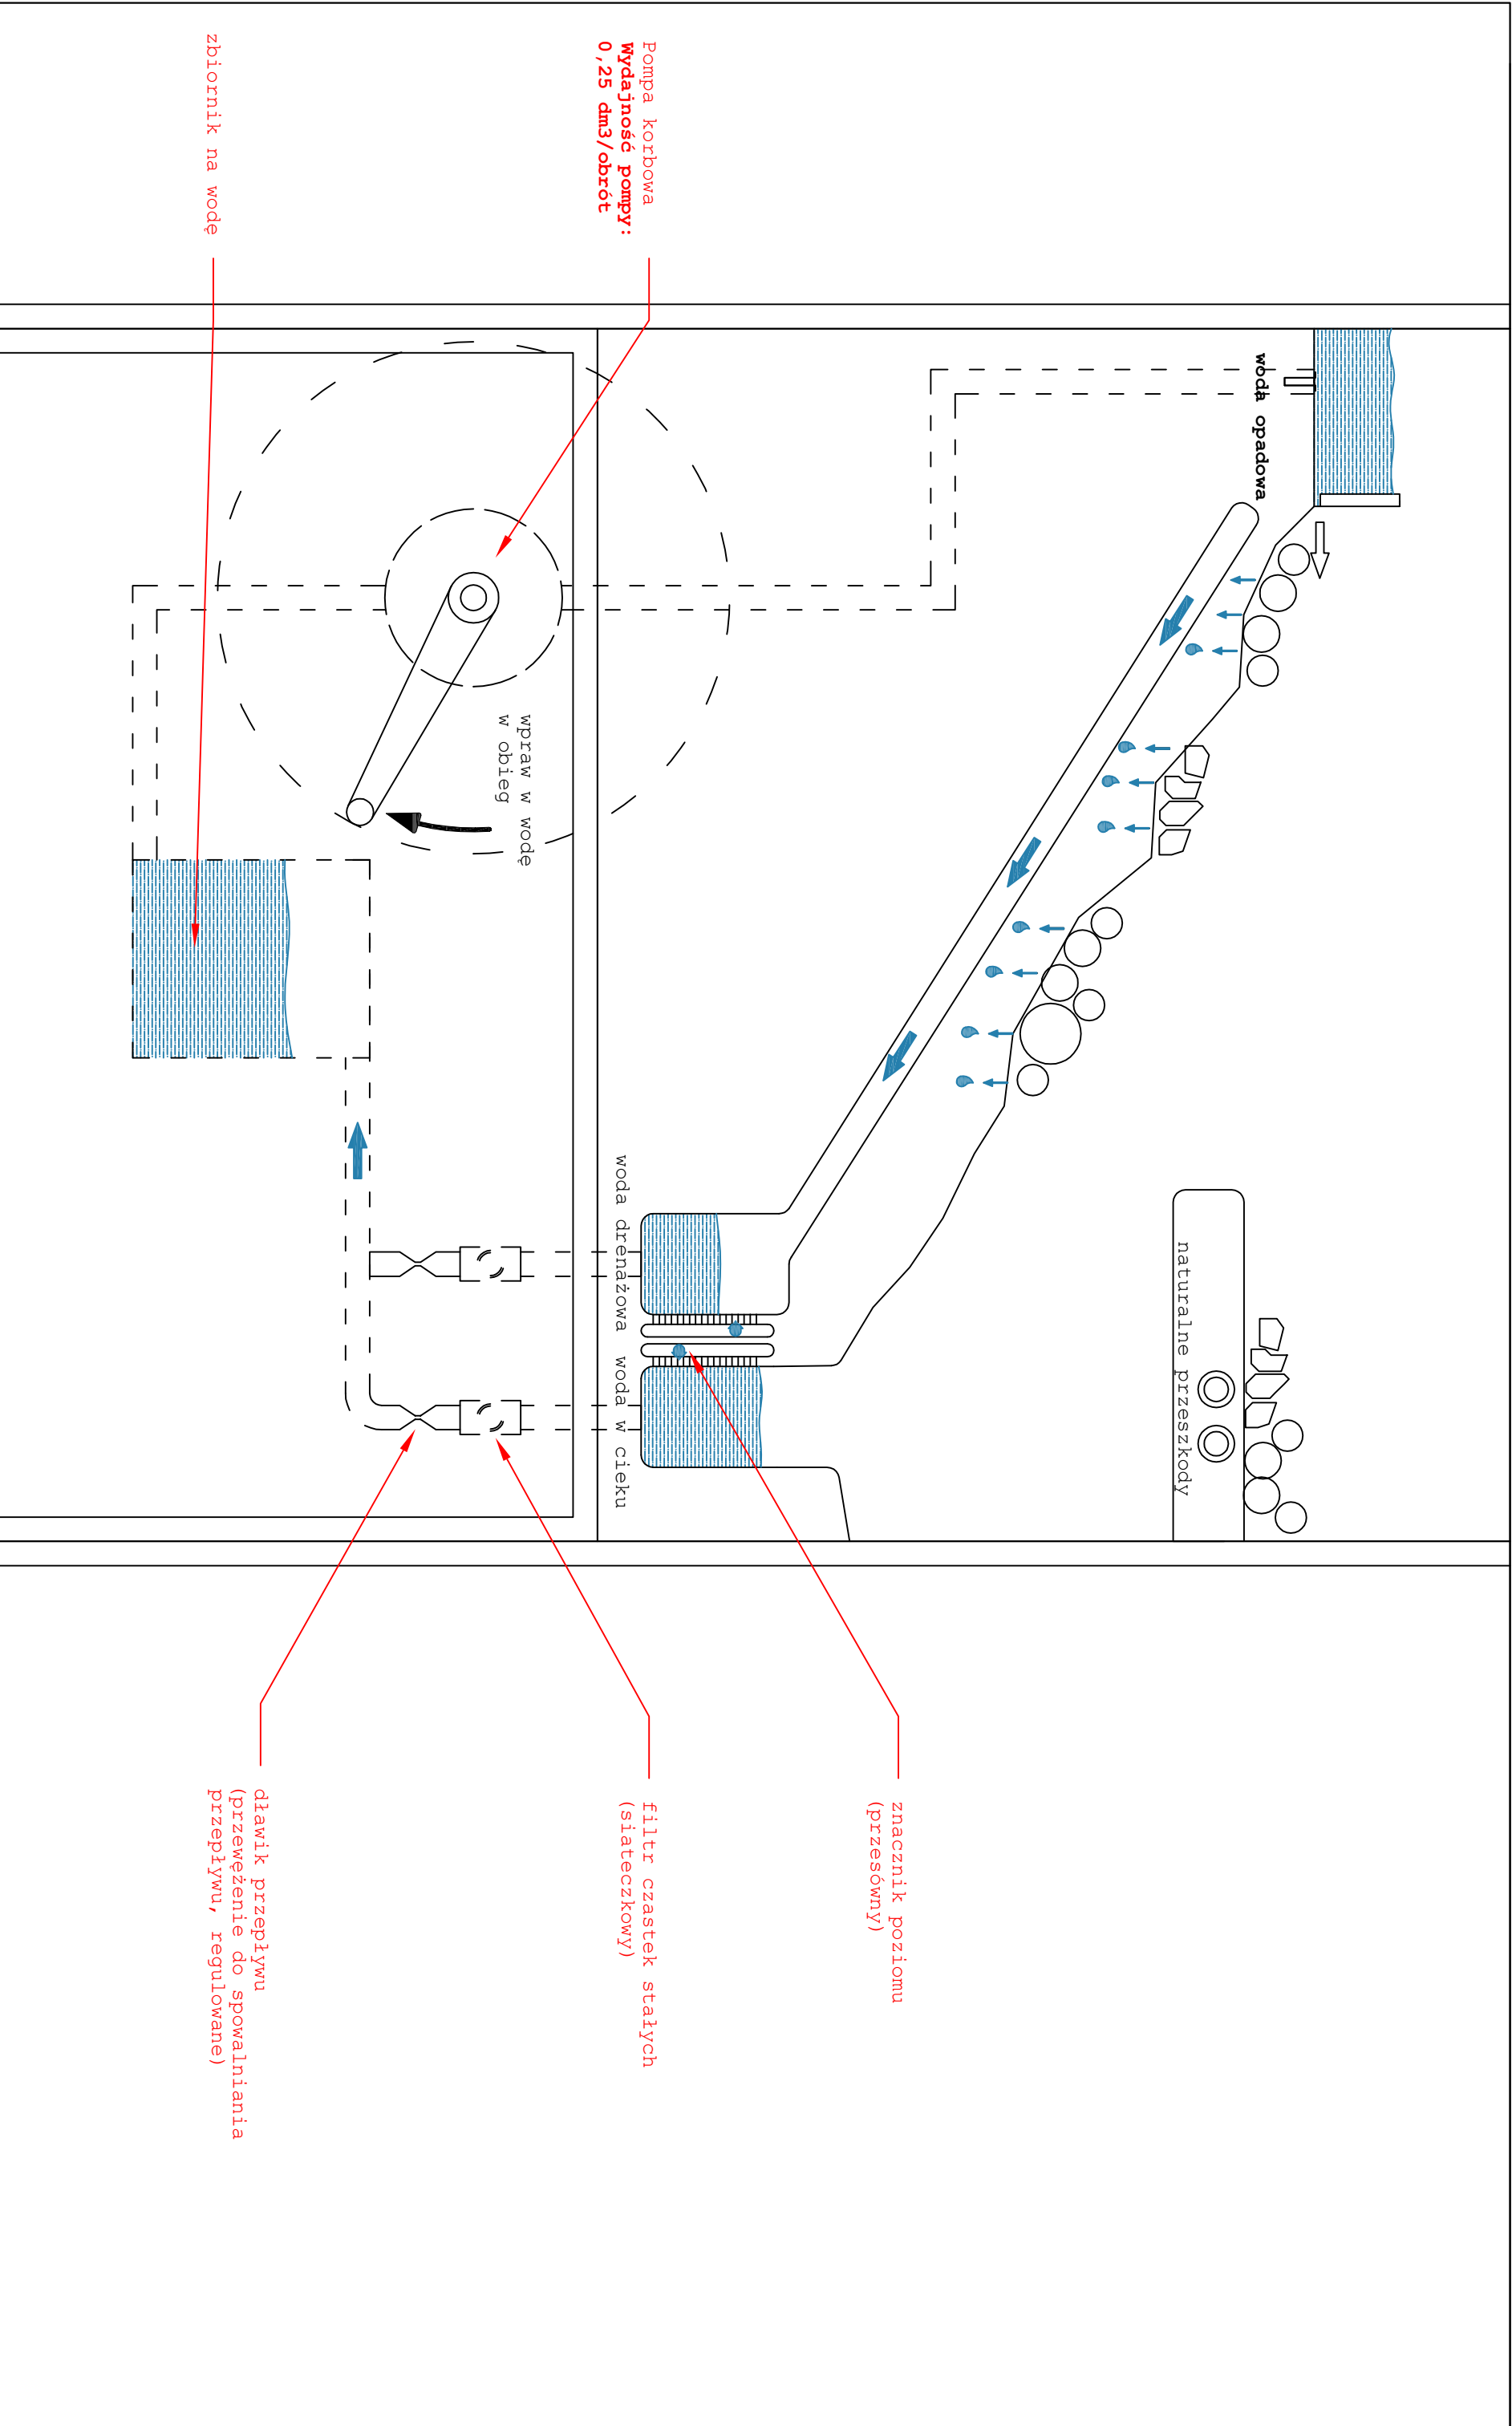 woda opadowa
naturalne przeszkody
znacznik poziomu
(przesówny)
Pompa korbowa
Wydajność pompy:
0,25 dm3/obrót
woda drenażowa
woda w cieku
filtr czastek stałych
(siateczkowy)
wpraw w wodę
w obieg
zbiornik na wodę
dławik przepływu
(przewężenie do spowalniania
przepływu, regulowane)